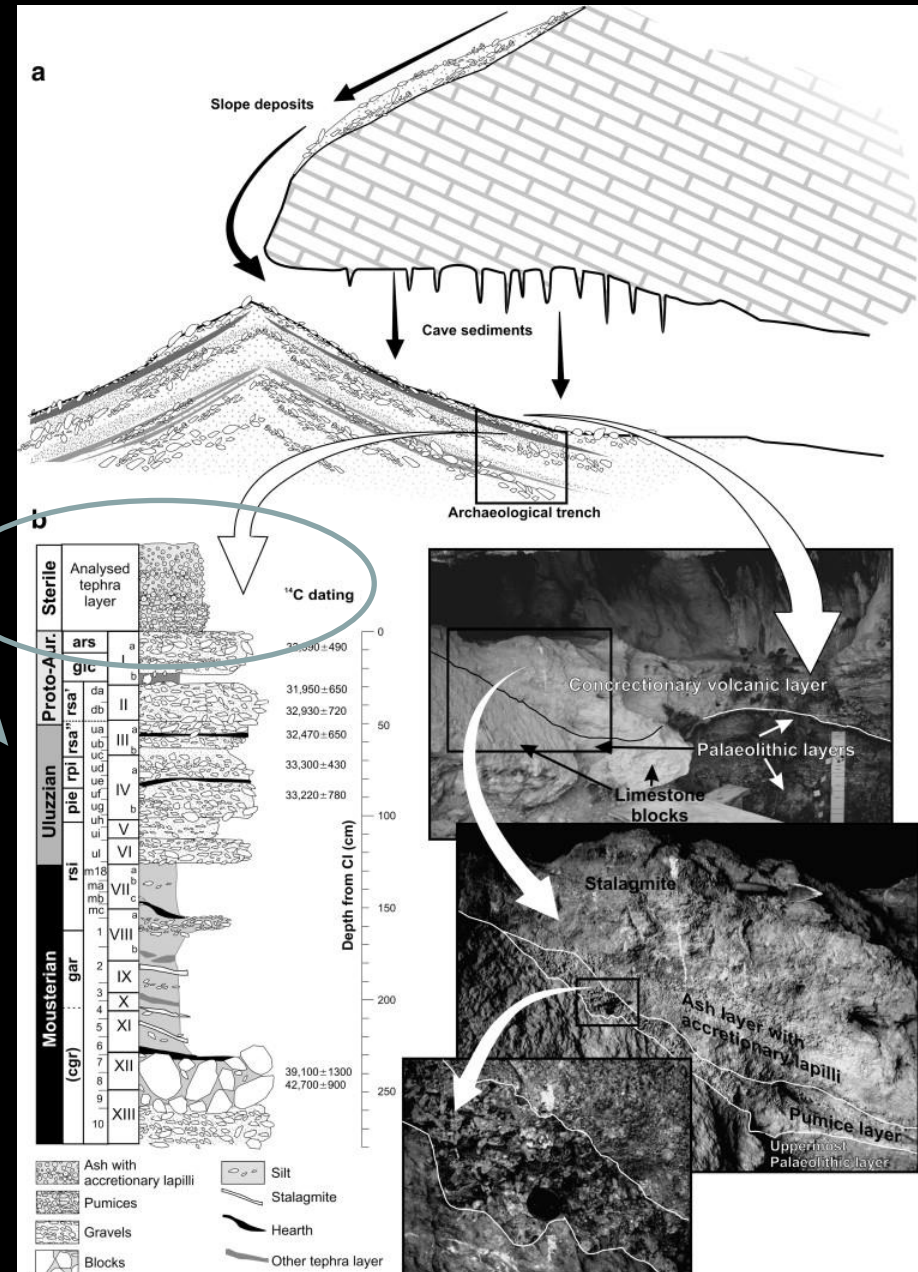 a
Slope deposits
Cave sediments
Archaeological trench
b
Sterile
Analysed
tephra
layer
14C dating
Proto-Aur.
ars
glc
rsa'
da
db
I
a
b
II
31,950±650
32,930±720
Uluzzian
rsa''
rpi
pie
ua
ub
uc
ud
ue
uf
ug
uh
ui
ul
III
a
b
IV
a
b
V
VI
32,470±650
33,300±430
33,220±780
rsi
Mousterian
gar
(cgr)
m18
ma
mb
mc
1
2
3
4
5
6
7
8
9
10
VII
a
b
c
VIII
a
b
IX
X
XI
XII
XIII
39,100±1300
42,700±900
0
50
100
150
200
250
Depth from CI (cm)
Concrectionary volcanic layer
Palaeolithic layers
Limestone
blocks
Stalagmite
Ash layer with
accretionary lapilli
Pumice layer
Uppermost
Palaeolithic layer
Ash with
accretionary lapilli
Pumices
Gravels
Blocks
Silt
Stalagmite
Hearth
Other tephra layer